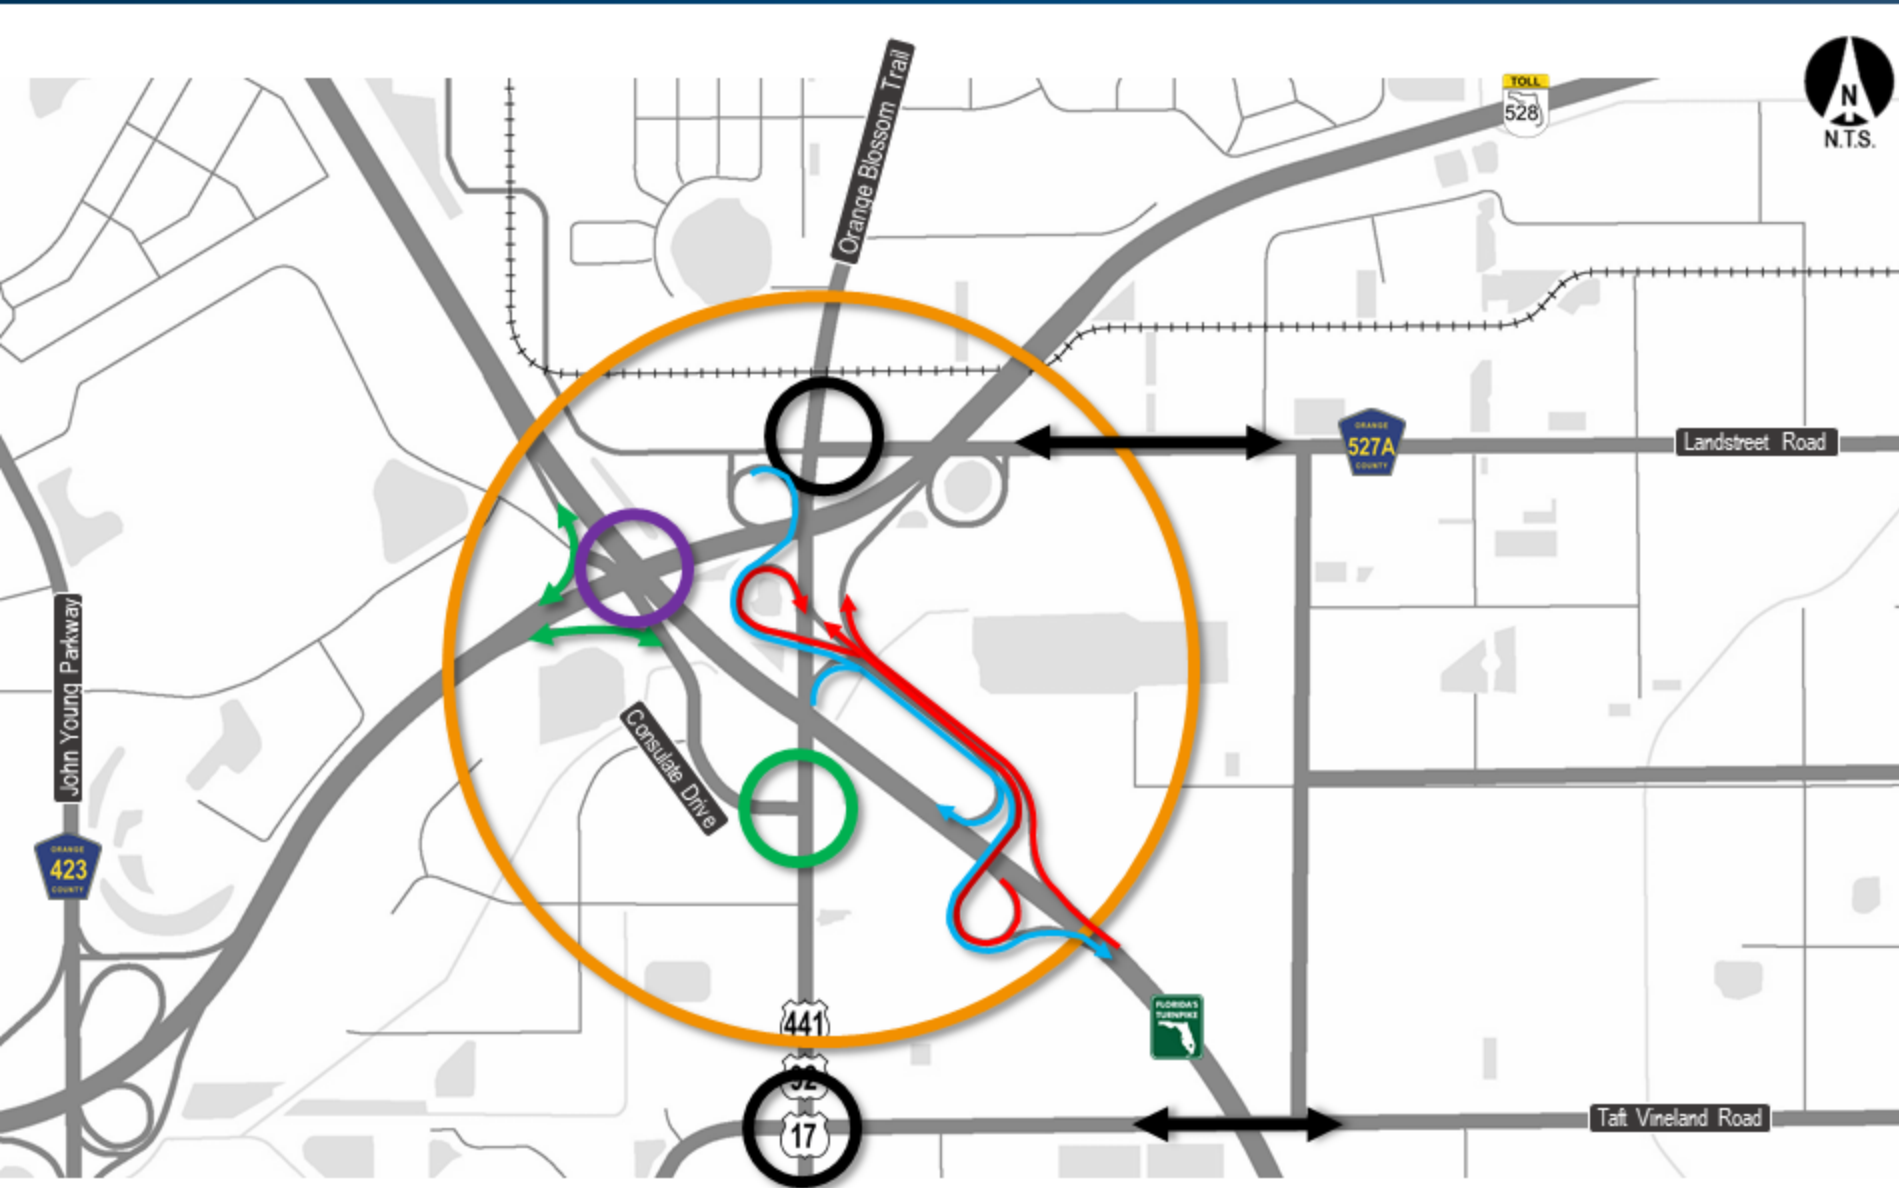 Orange Blossom Trail
TOLL
528
N
N.T.S.
ORANGE
527A
COUNTY
Landstreet Road
John Young Parkway
Consulate Drive
ORANGE
423
COUNTY
441
FLORIDA'S
TURNPIKE
92
17
Taft Vineland Road